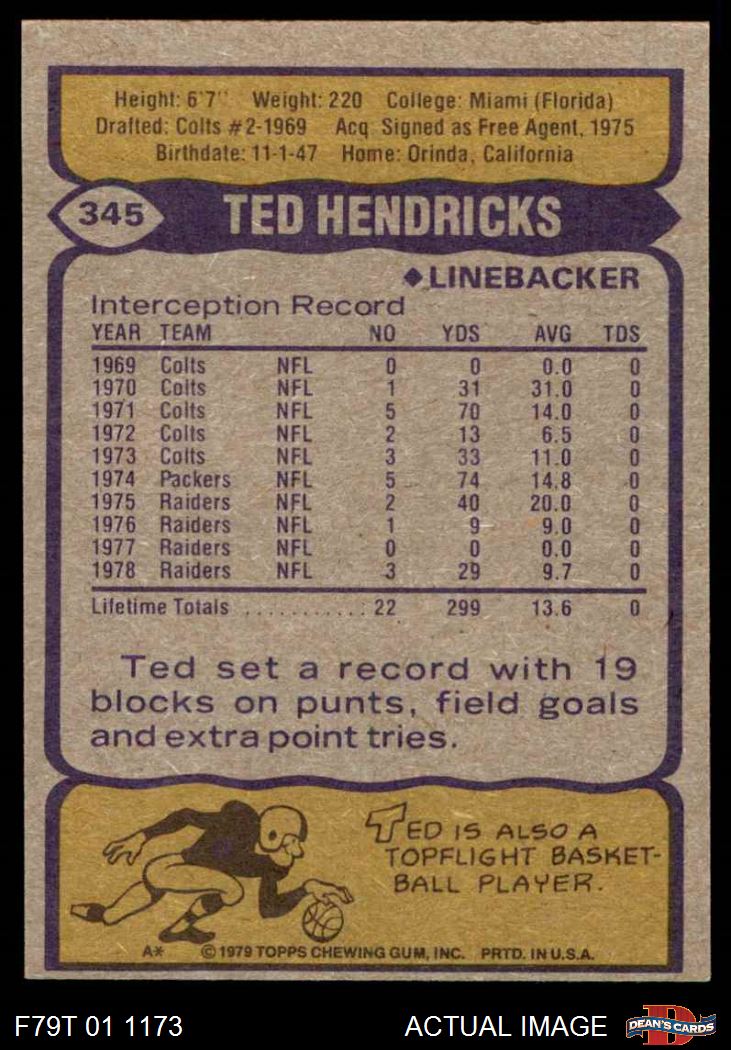 Height: 6'7" Weight: 220 College: Miami (Florida)
Drafted: Colts #2-1969 Acq Signed as Free Agent, 1975
Birthdate: 11-1-47 Home: Orinda, California
345 TED HENDRICKS
◆LINEBACKER
Interception Record
YEAR TEAM NO YDS AVG TDS
1969 Colts NFL 0 0 0.0 0
1970 Colts NFL 1 31 31.0 0
1971 Colts NFL 5 70 14.0 0
1972 Colts NFL 2 13 6.5 0
1973 Colts NFL 3 33 11.0 0
1974 Packers NFL 5 74 14.8 0
1975 Raiders NFL 2 40 20.0 0
1976 Raiders NFL 1 9 9.0 0
1977 Raiders NFL 0 0 0.0 0
1978 Raiders NFL 3 29 9.7 0
Lifetime Totals ...........: 22 299 13.6 0
Ted set a record with 19
blocks on punts, field goals
and extra point tries.
TED IS ALSO A
TOPFLIGHT BASKET-
BALL PLAYER.
A* © 1979 TOPPS CHEWING GUM, INC. PRTD. IN U.S.A.
F79T 01 1173 ACTUAL IMAGE D DEAN'S CARDS